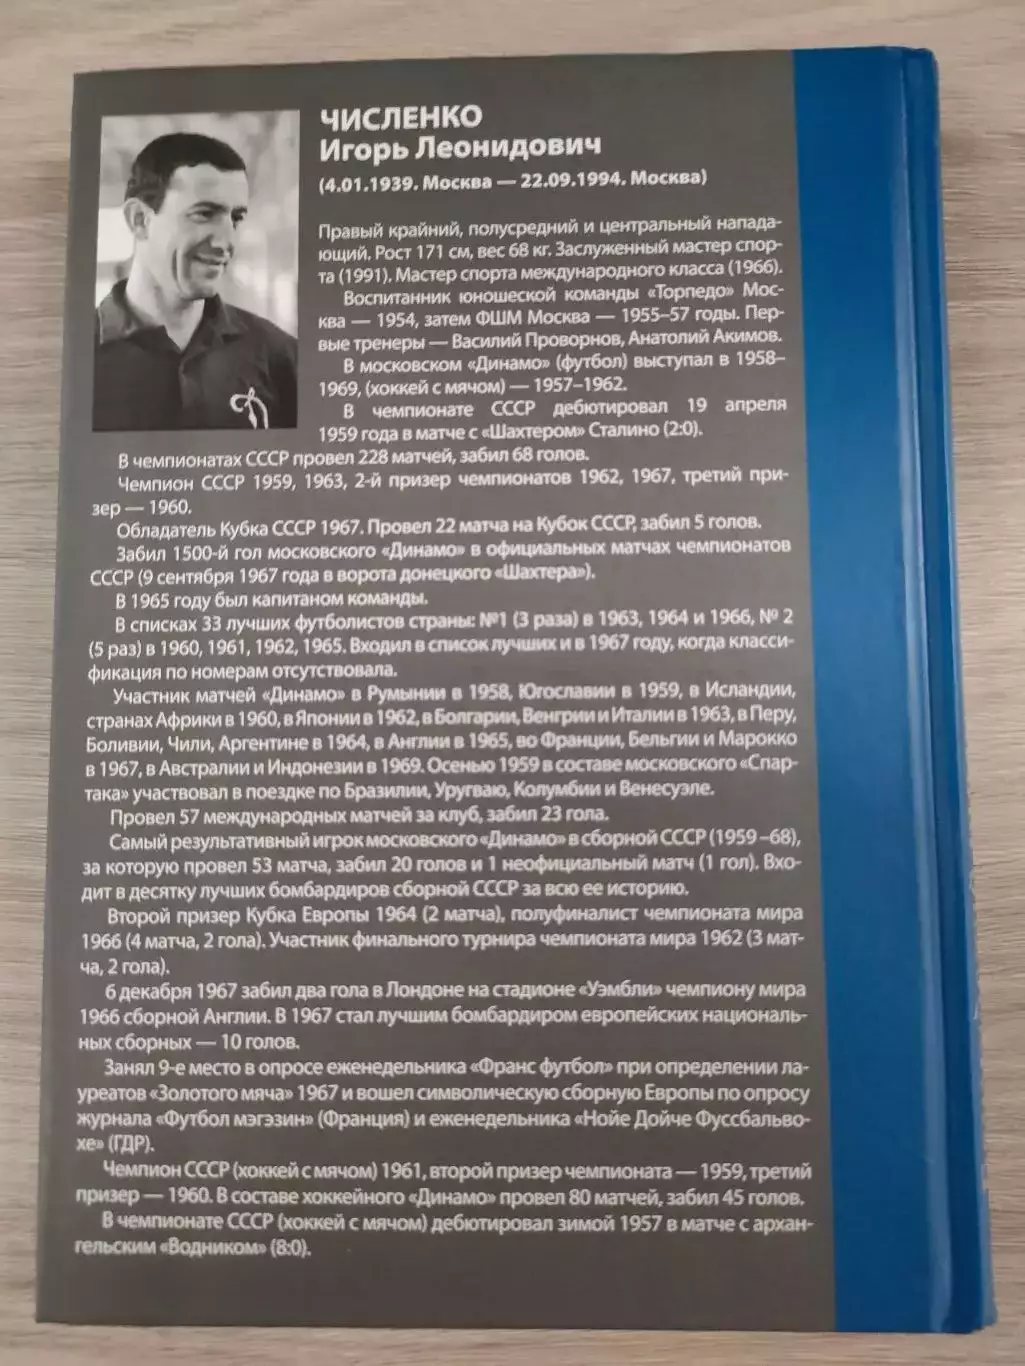 ЧИСЛЕНКО
Игорь Леонидович
(4.01.1939. Москва — 22.09.1994. Москва)
Правый крайний, полусредний и центральный напада-
ющий. Рост 171 см, вес 68 кг. Заслуженный мастер спор-
та (1991). Мастер спорта международного класса (1966).
Воспитанник юношеской команды «Торпедо» Мос-
ква — 1954, затем ФШМ Москва — 1955–57 годы. Пер-
вые тренеры — Василий Проворнов, Анатолий Акимов.
В московском «Динамо» (футбол) выступал в 1958–
1969, (хоккей с мячом) — 1957–1962.
В чемпионате СССР дебютировал 19 апреля
1959 года в матче с «Шахтером» Сталино (2:0).
В чемпионатах СССР провел 228 матчей, забил 68 голов.
Чемпион СССР 1959, 1963, 2-й призер чемпионатов 1962, 1967, третий при-
зер — 1960.
Обладатель Кубка СССР 1967. Провел 22 матча на Кубок СССР, забил 5 голов.
Забил 1500-й гол московского «Динамо» в официальных матчах чемпионатов
СССР (9 сентября 1967 года в ворота донецкого «Шахтера»).
В 1965 году был капитаном команды.
В списках 33 лучших футболистов страны: №1 (3 раза) в 1963, 1964 и 1966, № 2
(5 раз) в 1960, 1961, 1962, 1965. Входил в список лучших и в 1967 году, когда класси-
фикация по номерам отсутствовала.
Участник матчей «Динамо» в Румынии в 1958, Югославии в 1959, в Исландии,
странах Африки в 1960, в Японии в 1962, в Болгарии, Венгрии и Италии в 1963, в Перу,
Боливии, Чили, Аргентине в 1964, в Англии в 1965, во Франции, Бельгии и Марокко
в 1967, в Австралии и Индонезии в 1969. Осенью 1959 в составе московского «Спар-
така» участвовал в поездке по Бразилии, Уругваю, Колумбии и Венесуэле.
Провел 57 международных матчей за клуб, забил 23 гола.
Самый результативный игрок московского «Динамо» в сборной СССР (1959 –68),
за которую провел 53 матча, забил 20 голов и 1 неофициальный матч (1 гол). Вхо-
дит в десятку лучших бомбардиров сборной СССР за всю ее историю.
Второй призер Кубка Европы 1964 (2 матча), полуфиналист чемпионата мира
1966 (4 матча, 2 гола). Участник финального турнира чемпионата мира 1962 (3 мат-
ча, 2 гола).
6 декабря 1967 забил два гола в Лондоне на стадионе «Уэмбли» чемпиону мира
1966 сборной Англии. В 1967 стал лучшим бомбардиром европейских националь-
ных сборных — 10 голов.
Занял 9-е место в опросе еженедельника «Франс футбол» при определении ла-
уреатов «Золотого мяча» 1967 и вошел символическую сборную Европы по опросу
журнала «Футбол мэгэзин» (Франция) и еженедельника «Нойе Дойче Фуссбальво-
хе» (ГДР).
Чемпион СССР (хоккей с мячом) 1961, второй призер чемпионата — 1959, третий
призер — 1960. В составе хоккейного «Динамо» провел 80 матчей, забил 45 голов.
В чемпионате СССР (хоккей с мячом) дебютировал зимой 1957 в матче с архан-
гельским «Водником» (8:0).